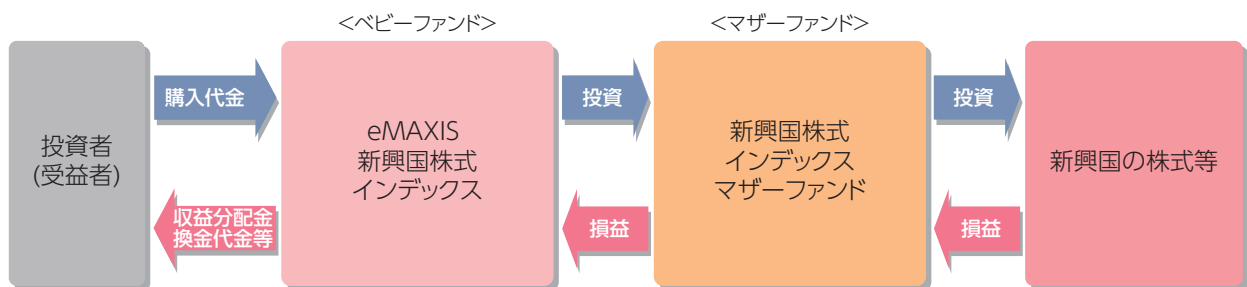 <ベビーファンド>
<マザーファンド>
投資者
(受益者)
購入代金
収益分配金
換金代金等
eMAXIS
新興国株式
インデックス
投資
損益
新興国株式
インデックス
マザーファンド
投資
損益
新興国の株式等